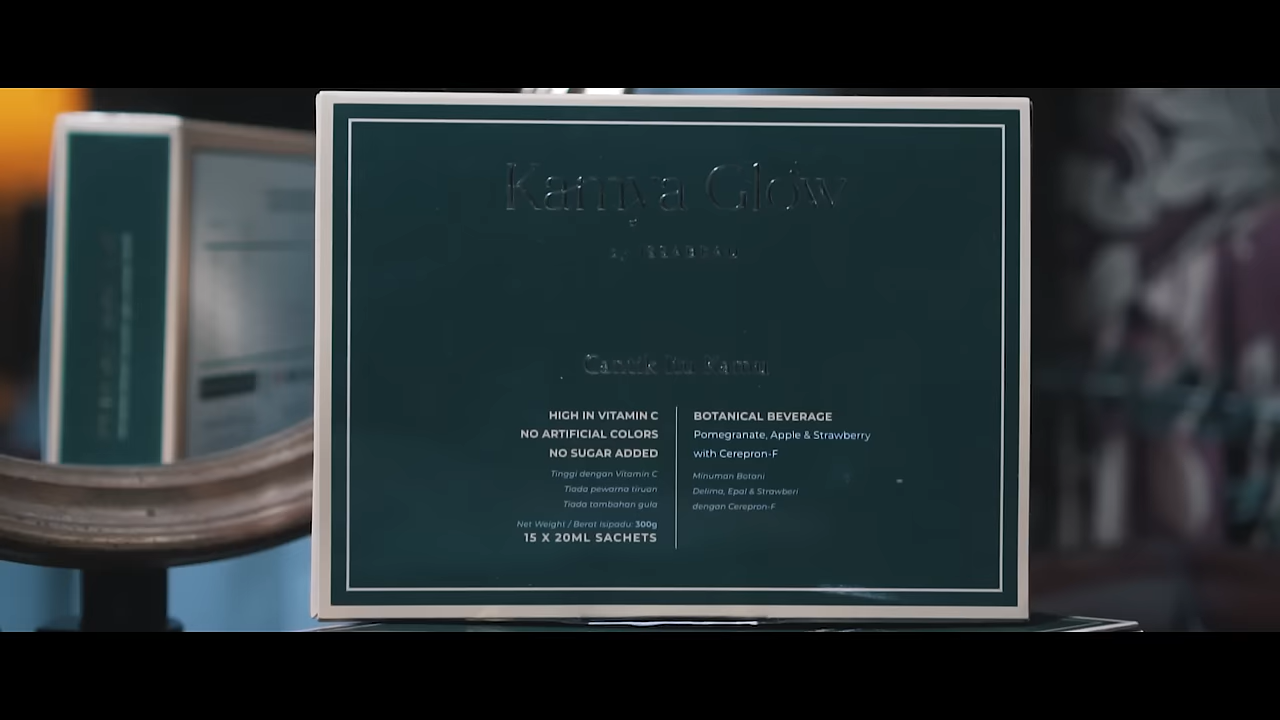 Kamya Glow
by
Cantik Itu Kamu
HIGH IN VITAMIN C
NO ARTIFICIAL COLORS
NO SUGAR ADDED
Tinggi dengan Vitamin C
Tiada pewarna tiruan
Tiada tambahan gula
Net Weight / Berat Isipadu: 300g
15 X 20ML SACHETS
BOTANICAL BEVERAGE
Pomegranate, Apple & Strawberry
with Cerepron-F
Minuman Botani
Delima, Epal & Strawberi
dengan Cerepron-F